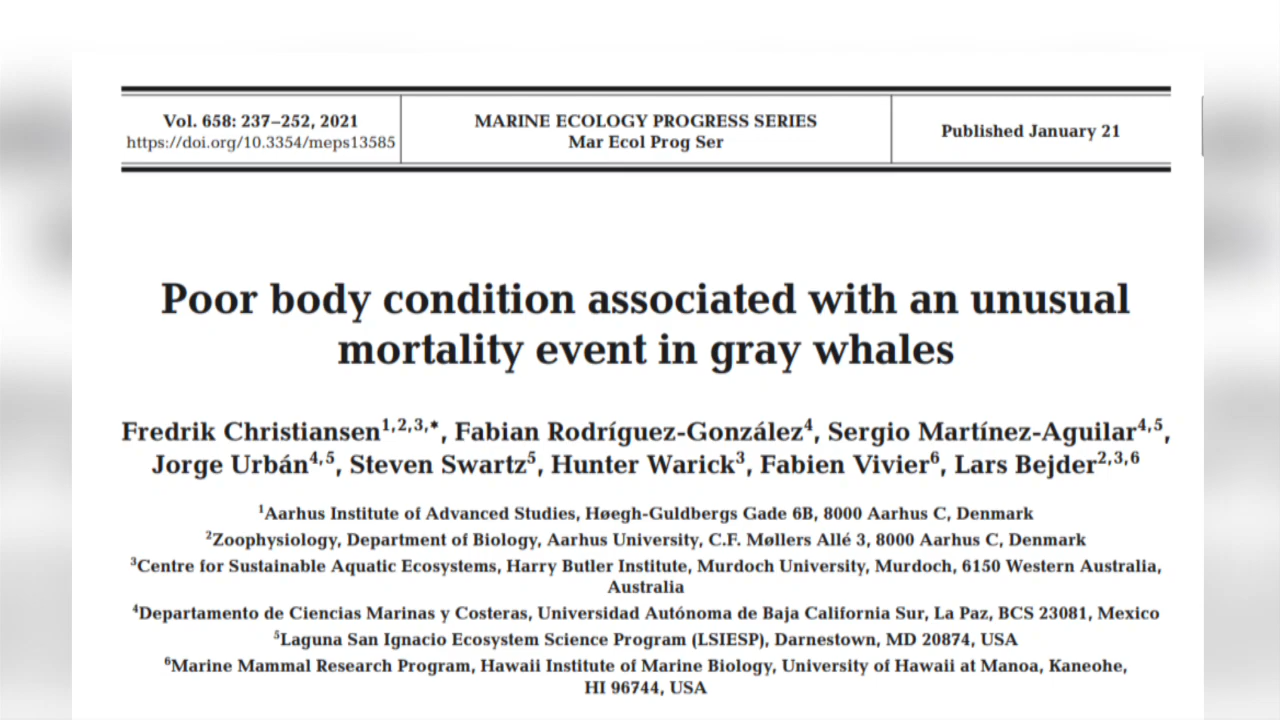 Vol. 658: 237–252, 2021
https://doi.org/10.3354/meps13585
MARINE ECOLOGY PROGRESS SERIES
Mar Ecol Prog Ser
Published January 21
Poor body condition associated with an unusual
mortality event in gray whales
Fredrik Christiansen1,2,3,*, Fabian Rodríguez-González4, Sergio Martínez-Aguilar4,5,
Jorge Urbán4,5, Steven Swartz5, Hunter Warick3, Fabien Vivier6, Lars Bejder2,3,6
1Aarhus Institute of Advanced Studies, Høegh-Guldbergs Gade 6B, 8000 Aarhus C, Denmark
2Zoophysiology, Department of Biology, Aarhus University, C.F. Møllers Allé 3, 8000 Aarhus C, Denmark
3Centre for Sustainable Aquatic Ecosystems, Harry Butler Institute, Murdoch University, Murdoch, 6150 Western Australia,
Australia
4Departamento de Ciencias Marinas y Costeras, Universidad Autónoma de Baja California Sur, La Paz, BCS 23081, Mexico
5Laguna San Ignacio Ecosystem Science Program (LSIESP), Darnestown, MD 20874, USA
6Marine Mammal Research Program, Hawaii Institute of Marine Biology, University of Hawaii at Manoa, Kaneohe,
HI 96744, USA